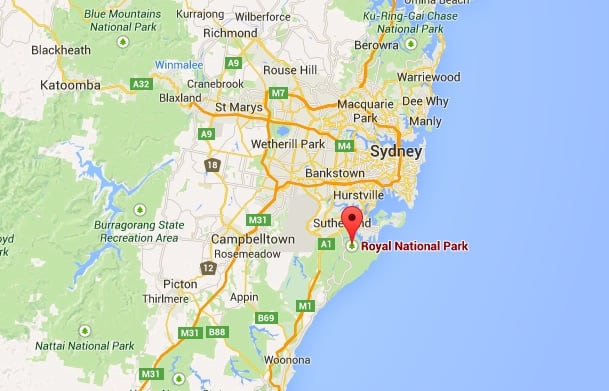 Umina Beach
Blue Mountains
National Park
Kurrajong
Wilberforce
Ku-Ring-Gai Chase
National Park
Richmond
Berowra
Blackheath
A9
Winmalee
Rouse Hill
Warriewood
Katoomba
A32
Cranebrook
M7
Blaxland
St Marys
Macquarie
Park
Dee Why
Manly
A9
Wetherill Park
M4
Sydney
18
Bankstown
Hurstville
Burragorang State
Recreation Area
M31
Sutherland
Campbelltown
A1
Royal National Park
Rosemeadow
12
Picton
Thirlmere
Appin
M1
B69
M31
B88
Nattai National Park
Woonona
M31
Upper Nepean